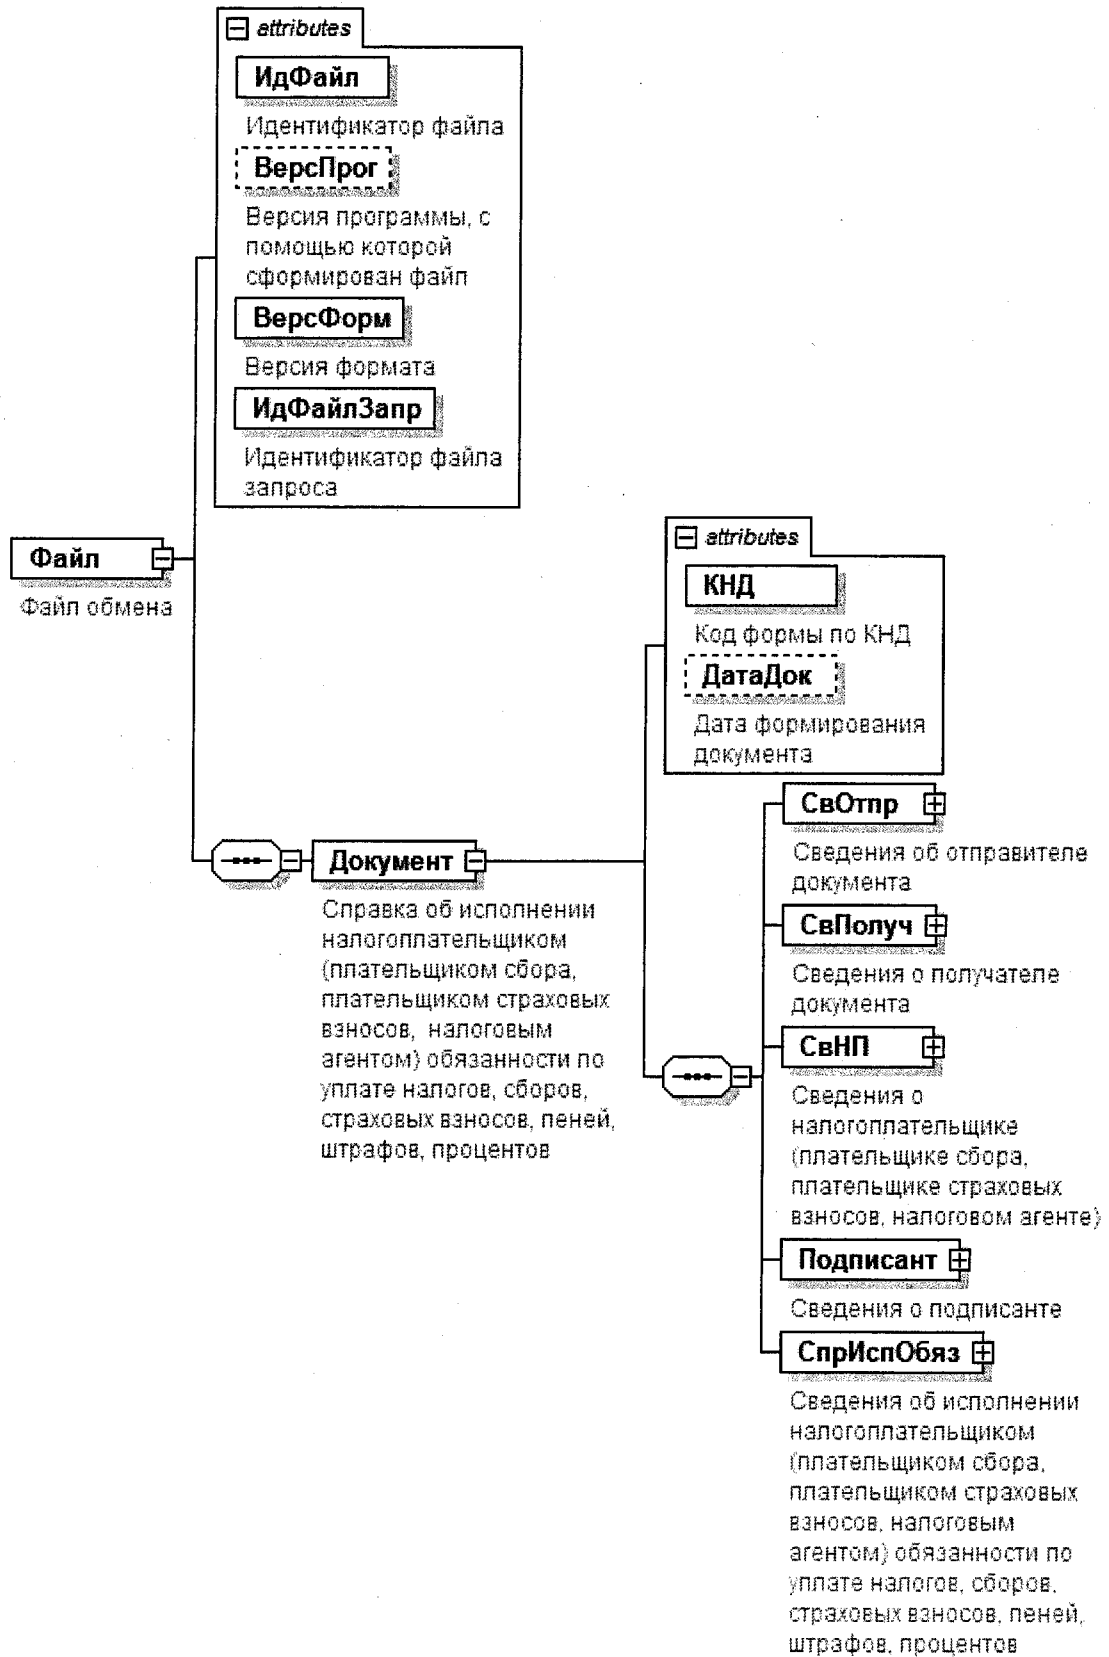 attributes
ИдФайл
Идентификатор файла
ВерсПрог
Версия программы, с
помощью которой
сформирован файл
ВерсФорм
Версия формата
ИдФайлЗапр
Идентификатор файла
запроса
Файл
Файл обмена
attributes
КНД
Код формы по КНД
ДатаДок
Дата формирования
документа
Документ
Справка об исполнении
налогоплательщиком
(плательщиком сбора,
плательщиком страховых
взносов, налоговым
агентом) обязанности по
уплате налогов, сборов,
страховых взносов, пеней,
штрафов, процентов
СвОтпр
Сведения об отправителе
документа
СвПолуч
Сведения о получателе
документа
СвНП
Сведения о
налогоплательщике
(плательщике сбора,
плательщике страховых
взносов, налоговом агенте)
Подписант
Сведения о подписанте
СпрИспОбяз
Сведения об исполнении
налогоплательщиком
(плательщиком сбора,
плательщиком страховых
взносов, налоговым
агентом) обязанности по
уплате налогов, сборов,
страховых взносов, пеней,
штрафов, процентов